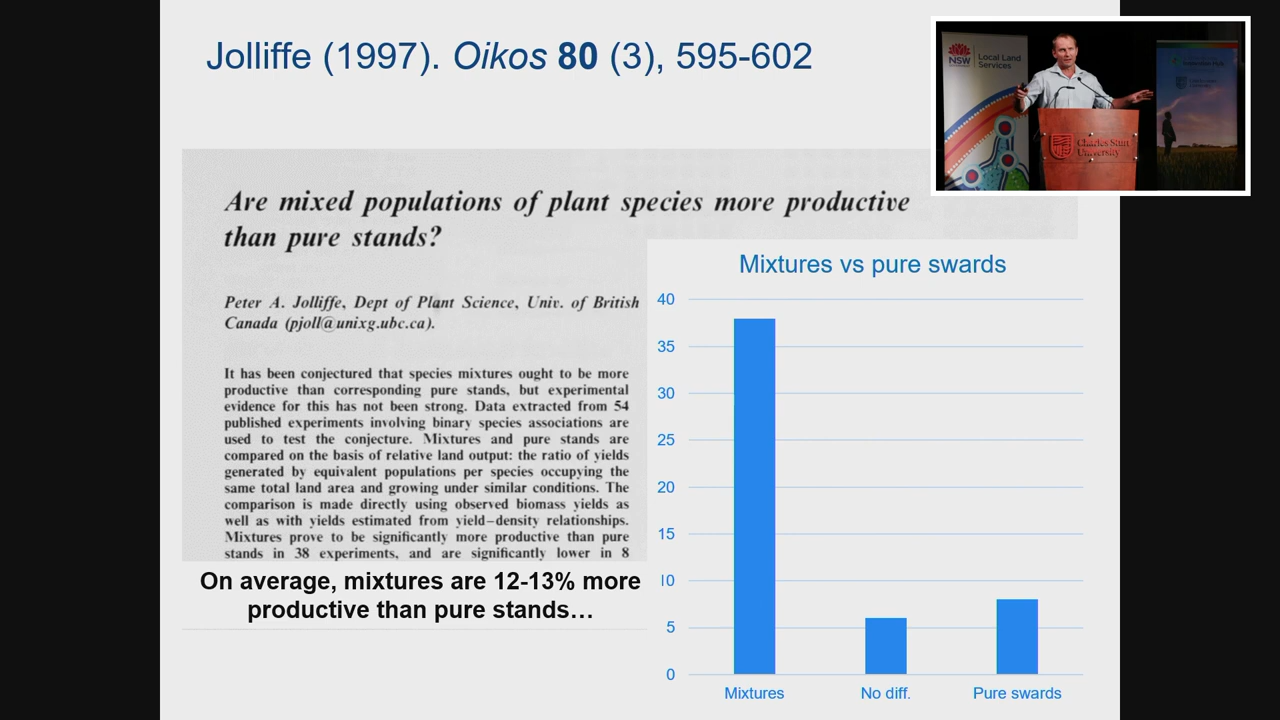 Jolliffe (1997). Oikos 80 (3), 595-602
NSW
Local Land
Services
Charles Sturt
University
Are mixed populations of plant species more productive
than pure stands?
Peter A. Jolliffe, Dept of Plant Science, Univ. of British
Canada (pjoll@unixg.ubc.ca).
It has been conjectured that species mixtures ought to be more
productive than corresponding pure stands, but experimental
evidence for this has not been strong. Data extracted from 54
published experiments involving binary species associations are
used to test the conjecture. Mixtures and pure stands are
compared on the basis of relative land output: the ratio of yields
generated by equivalent populations per species occupying the
same total land area and growing under similar conditions. The
comparison is made directly using observed biomass yields as
well as with yields estimated from yield–density relationships.
Mixtures prove to be significantly more productive than pure
stands in 38 experiments, and are significantly lower in 8
On average, mixtures are 12-13% more
productive than pure stands…
Mixtures vs pure swards
40
35
30
25
20
15
10
5
0
Mixtures
No diff.
Pure swards